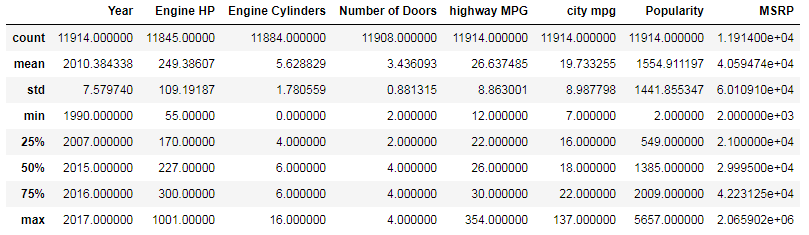 Year Engine HP Engine Cylinders Number of Doors highway MPG city mpg Popularity MSRP
count 11914.000000 11845.00000 11884.000000 11908.000000 11914.000000 11914.000000 11914.000000 1.191400e+04
mean 2010.384338 249.38607 5.628829 3.436093 26.637485 19.733255 1554.911197 4.059474e+04
std 7.579740 109.19187 1.780559 0.881315 8.863001 8.987798 1441.855347 6.010910e+04
min 1990.000000 55.00000 0.000000 2.000000 12.000000 7.000000 2.000000 2.000000e+03
25% 2007.000000 170.00000 4.000000 2.000000 22.000000 16.000000 549.000000 2.100000e+04
50% 2015.000000 227.00000 6.000000 4.000000 26.000000 18.000000 1385.000000 2.999500e+04
75% 2016.000000 300.00000 6.000000 4.000000 30.000000 22.000000 2009.000000 4.223125e+04
max 2017.000000 1001.00000 16.000000 4.000000 354.000000 137.000000 5657.000000 2.065902e+06